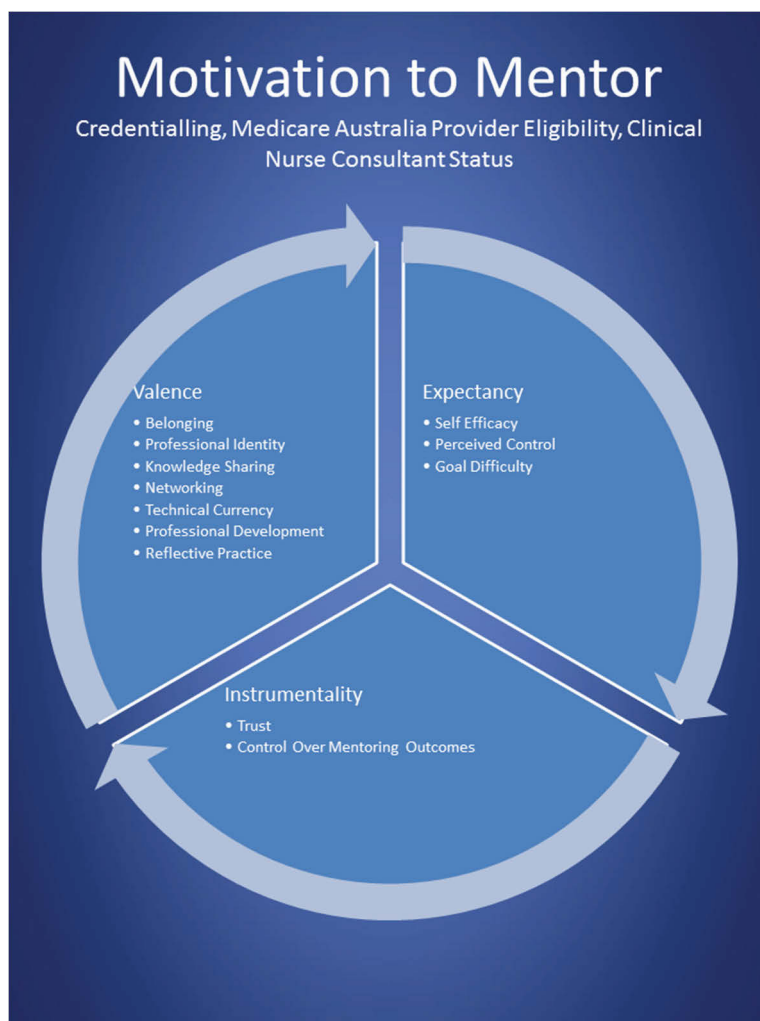 Motivation to Mentor
Credentialling, Medicare Australia Provider Eligibility, Clinical
Nurse Consultant Status
Valence
• Belonging
• Professional Identity
• Knowledge Sharing
• Networking
• Technical Currency
• Professional Development
• Reflective Practice
Expectancy
• Self Efficacy
• Perceived Control
• Goal Difficulty
Instrumentality
• Trust
• Control Over Mentoring Outcomes